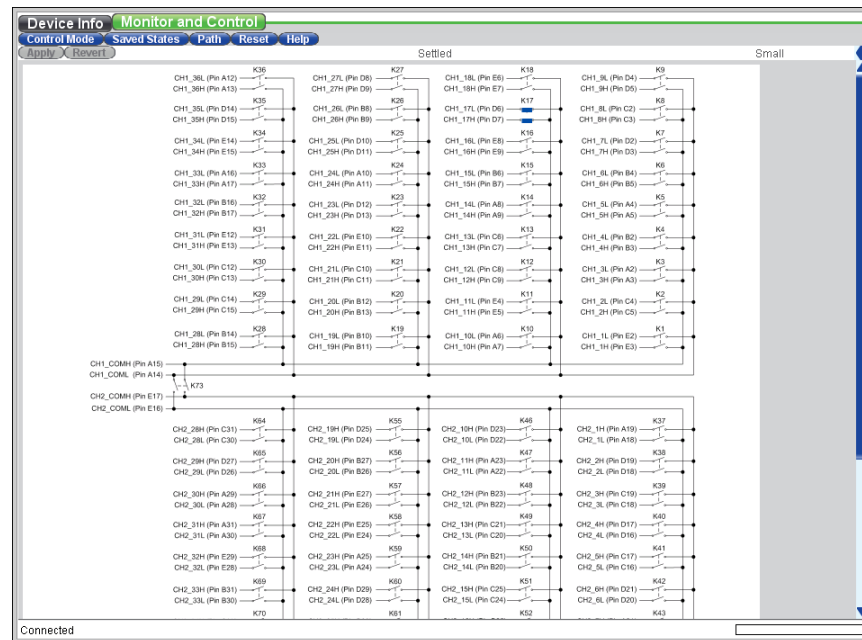 Device Info Monitor and Control
Control Mode Saved States Path Reset Help
Apply Revert Settled Small
K36 K27 K18 K9
CH1_36L (Pin A12) CH1_27L (Pin D8) CH1_18L (Pin E6) CH1_9L (Pin D4)
CH1_36H (Pin A13) CH1_27H (Pin D9) CH1_18H (Pin E7) CH1_9H (Pin D5)
K35 K26 K17 K8
CH1_35L (Pin D14) CH1_26L (Pin B8) CH1_17L (Pin D6) CH1_8L (Pin C2)
CH1_35H (Pin D15) CH1_26H (Pin B9) CH1_17H (Pin D7) CH1_8H (Pin C3)
K34 K25 K16 K7
CH1_34L (Pin E14) CH1_25L (Pin D10) CH1_16L (Pin E8) CH1_7L (Pin D2)
CH1_34H (Pin E15) CH1_25H (Pin D11) CH1_16H (Pin E9) CH1_7H (Pin D3)
K33 K24 K15 K6
CH1_33L (Pin A16) CH1_24L (Pin A10) CH1_15L (Pin B6) CH1_6L (Pin B4)
CH1_33H (Pin A17) CH1_24H (Pin A11) CH1_15H (Pin B7) CH1_6H (Pin B5)
K32 K23 K14 K5
CH1_32L (Pin B16) CH1_23L (Pin D12) CH1_14L (Pin A8) CH1_5L (Pin A4)
CH1_32H (Pin B17) CH1_23H (Pin D13) CH1_14H (Pin A9) CH1_5H (Pin A5)
K31 K22 K13 K4
CH1_31L (Pin E12) CH1_22L (Pin E10) CH1_13L (Pin C6) CH1_4L (Pin B2)
CH1_31H (Pin E13) CH1_22H (Pin E11) CH1_13H (Pin C7) CH1_4H (Pin B3)
K30 K21 K12 K3
CH1_30L (Pin C12) CH1_21L (Pin C10) CH1_12L (Pin C8) CH1_3L (Pin A2)
CH1_30H (Pin C13) CH1_21H (Pin C11) CH1_12H (Pin C9) CH1_3H (Pin A3)
K29 K20 K11 K2
CH1_29L (Pin C14) CH1_20L (Pin B12) CH1_11L (Pin E4) CH1_2L (Pin C4)
CH1_29H (Pin C15) CH1_20H (Pin B13) CH1_11H (Pin E5) CH1_2H (Pin C5)
K28 K19 K10 K1
CH1_28L (Pin B14) CH1_19L (Pin B10) CH1_10L (Pin A6) CH1_1L (Pin E2)
CH1_28H (Pin B15) CH1_19H (Pin B11) CH1_10H (Pin A7) CH1_1H (Pin E3)
CH1_COMH (Pin A15)
CH1_COML (Pin A14)
K73
CH2_COMH (Pin E17)
CH2_COML (Pin E16)
K64 K55 K46 K37
CH2_28H (Pin C31) CH2_19H (Pin D25) CH2_10H (Pin D23) CH2_1H (Pin A19)
CH2_28L (Pin C30) CH2_19L (Pin D24) CH2_10L (Pin D22) CH2_1L (Pin A18)
K65 K56 K47 K38
CH2_29H (Pin D27) CH2_20H (Pin B27) CH2_11H (Pin A23) CH2_2H (Pin D19)
CH2_29L (Pin D26) CH2_20L (Pin B26) CH2_11L (Pin A22) CH2_2L (Pin D18)
K66 K57 K48 K39
CH2_30H (Pin A29) CH2_21H (Pin E27) CH2_12H (Pin B23) CH2_3H (Pin C19)
CH2_30L (Pin A28) CH2_21L (Pin E26) CH2_12L (Pin B22) CH2_3L (Pin C18)
K67 K58 K49 K40
CH2_31H (Pin A31) CH2_22H (Pin E25) CH2_13H (Pin C21) CH2_4H (Pin D17)
CH2_31L (Pin A30) CH2_22L (Pin E24) CH2_13L (Pin C20) CH2_4L (Pin D16)
K68 K59 K50 K41
CH2_32H (Pin E29) CH2_23H (Pin A25) CH2_14H (Pin B21) CH2_5H (Pin C17)
CH2_32L (Pin E28) CH2_23L (Pin A24) CH2_14L (Pin B20) CH2_5L (Pin C16)
K69 K60 K51 K42
CH2_33H (Pin B31) CH2_24H (Pin D29) CH2_15H (Pin C25) CH2_6H (Pin D21)
CH2_33L (Pin B30) CH2_24L (Pin D28) CH2_15L (Pin C24) CH2_6L (Pin D20)
K70 K61 K52 K43
Connected